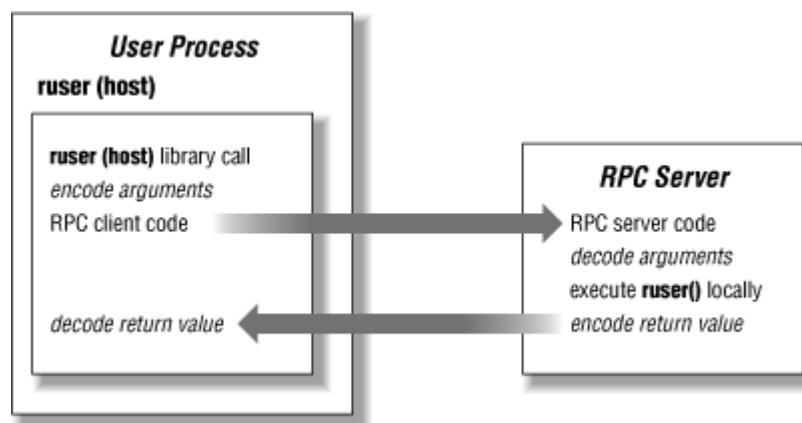 User Process
ruser (host)
ruser (host) library call
encode arguments
RPC client code
decode return value
RPC Server
RPC server code
decode arguments
execute ruser() locally
encode return value